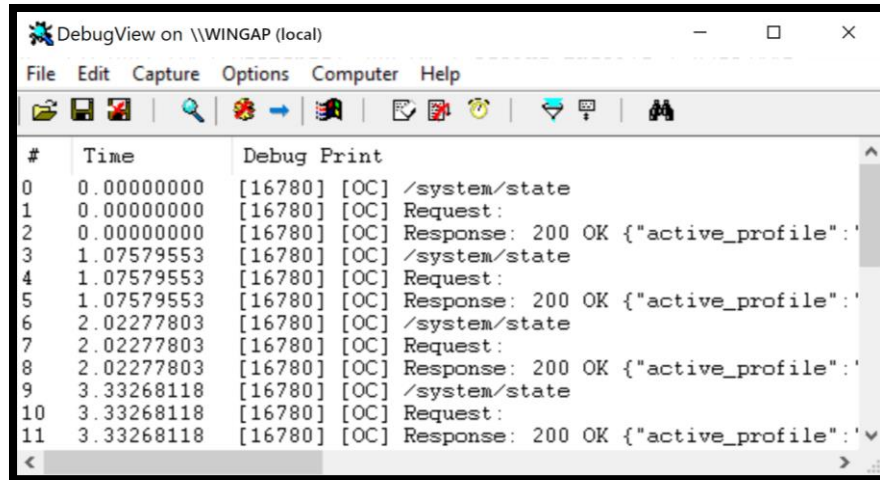 DebugView on \\WINGAP (local)
File Edit Capture Options Computer Help
# Time Debug Print
0 0.00000000 [16780] [OC] /system/state
1 0.00000000 [16780] [OC] Request:
2 0.00000000 [16780] [OC] Response: 200 OK {"active_profile":'
3 1.07579553 [16780] [OC] /system/state
4 1.07579553 [16780] [OC] Request:
5 1.07579553 [16780] [OC] Response: 200 OK {"active_profile":'
6 2.02277803 [16780] [OC] /system/state
7 2.02277803 [16780] [OC] Request:
8 2.02277803 [16780] [OC] Response: 200 OK {"active_profile":'
9 3.33268118 [16780] [OC] /system/state
10 3.33268118 [16780] [OC] Request:
11 3.33268118 [16780] [OC] Response: 200 OK {"active_profile":'